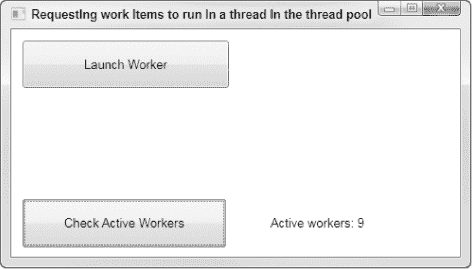 Requesting work items to run in a thread in the thread pool
Launch Worker
Check Active Workers
Active workers: 9